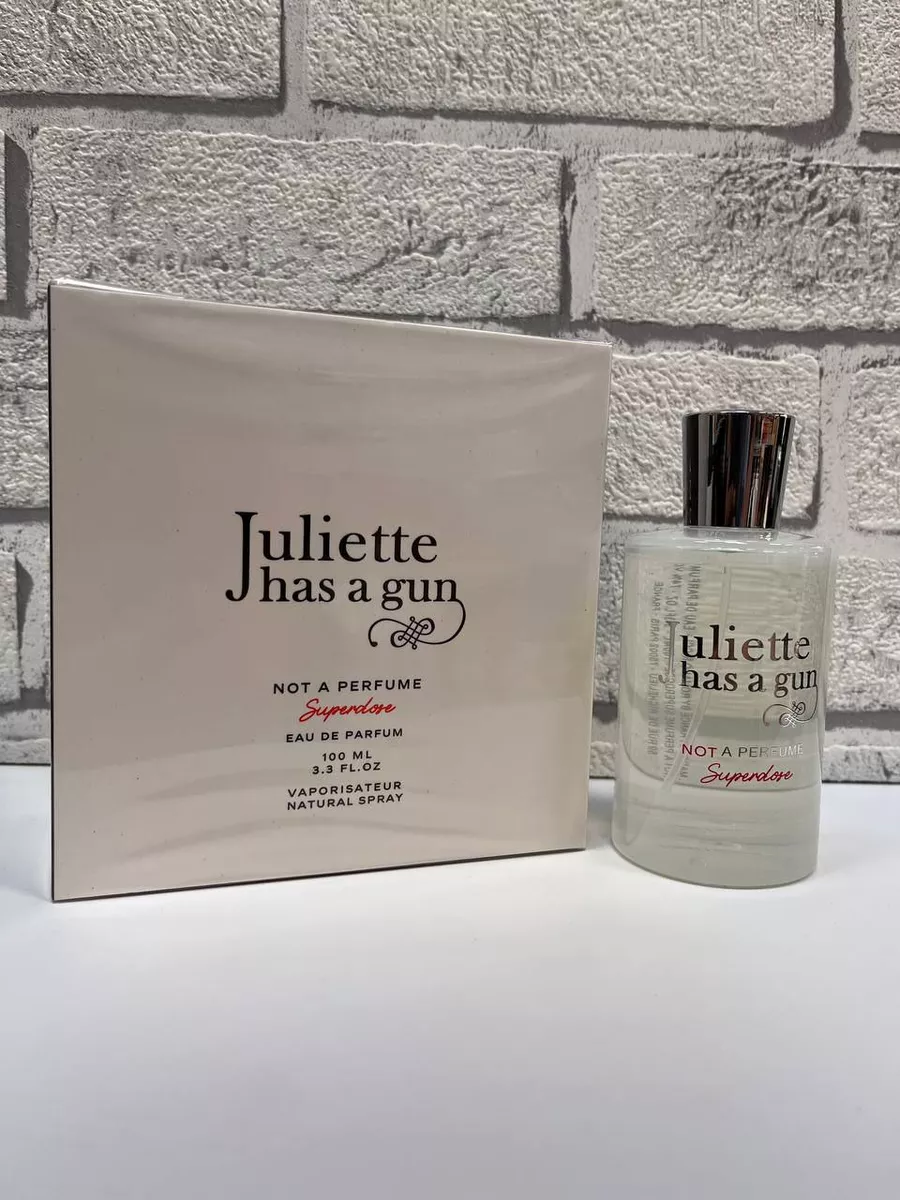 Juliette
has a gun
NOT A PERFUME
Superdose
EAU DE PARFUM
100 ML
3.3 FL.OZ
VAPORISATEUR
NATURAL SPRAY
Juliette
has a gun
NOT A PERFUME
Superdose